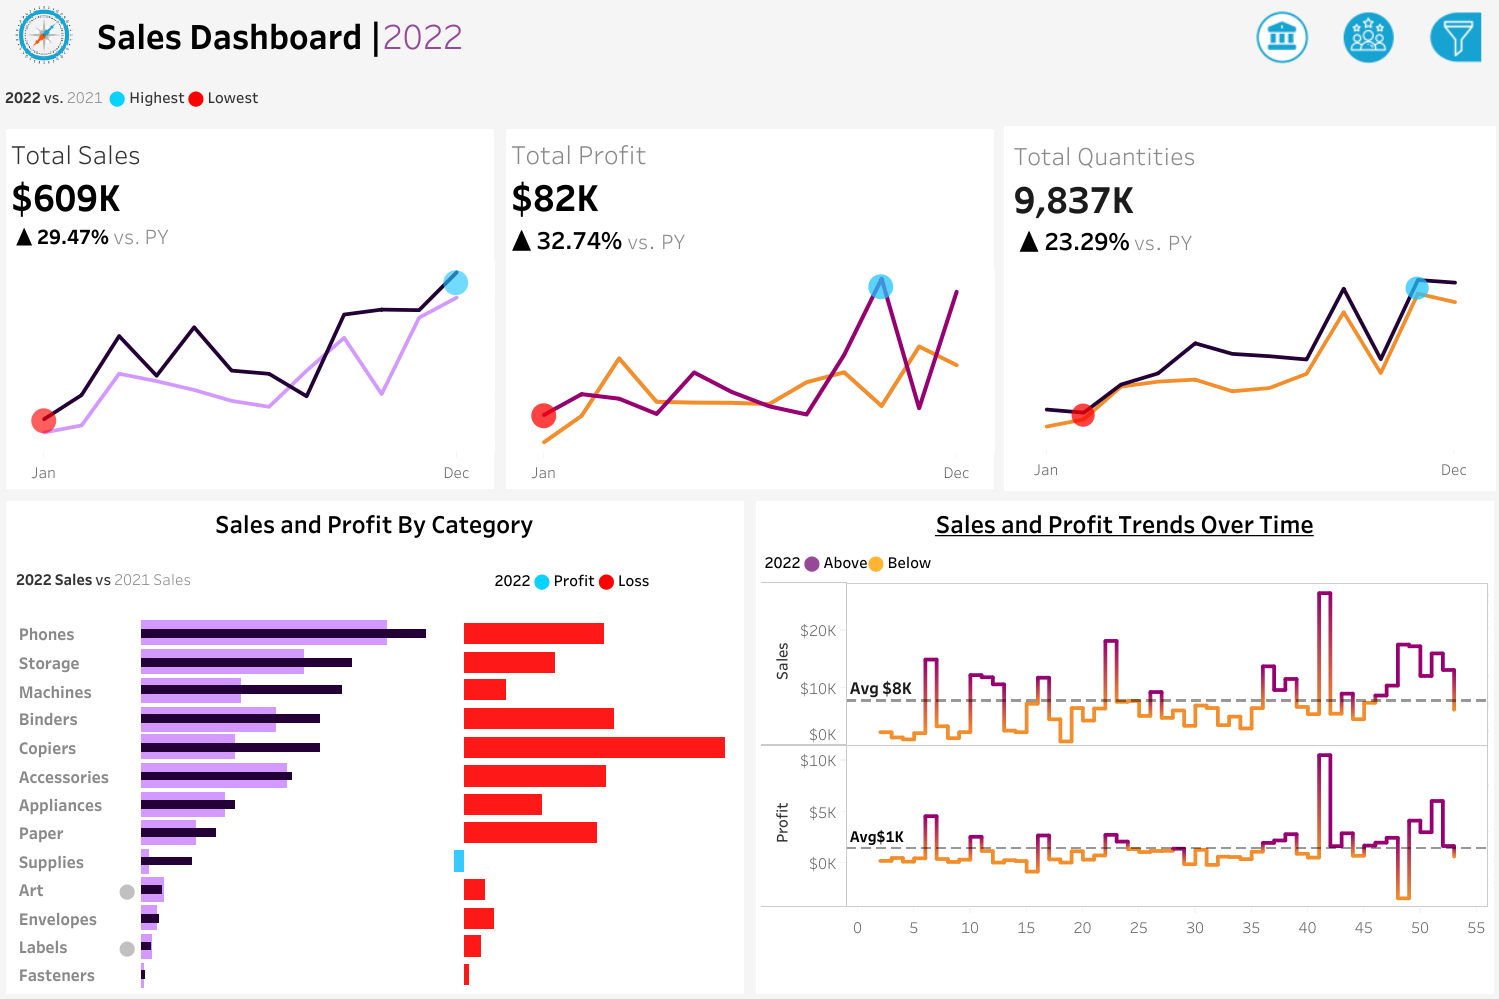 Sales Dashboard |2022
2022 vs. 2021 Highest Lowest
Total Sales
$609K
▲ 29.47% vs. PY
Jan Dec
Total Profit
$82K
▲ 32.74% vs. PY
Jan Dec
Total Quantities
9,837K
▲ 23.29% vs. PY
Jan Dec
Sales and Profit By Category
2022 Sales vs 2021 Sales
2022 Profit Loss
Phones
Storage
Machines
Binders
Copiers
Accessories
Appliances
Paper
Supplies
Art
Envelopes
Labels
Fasteners
Sales and Profit Trends Over Time
2022 Above Below
Sales
$20K
$10K
$0K
Avg $8K
Profit
$10K
$5K
$0K
Avg$1K
0 5 10 15 20 25 30 35 40 45 50 55